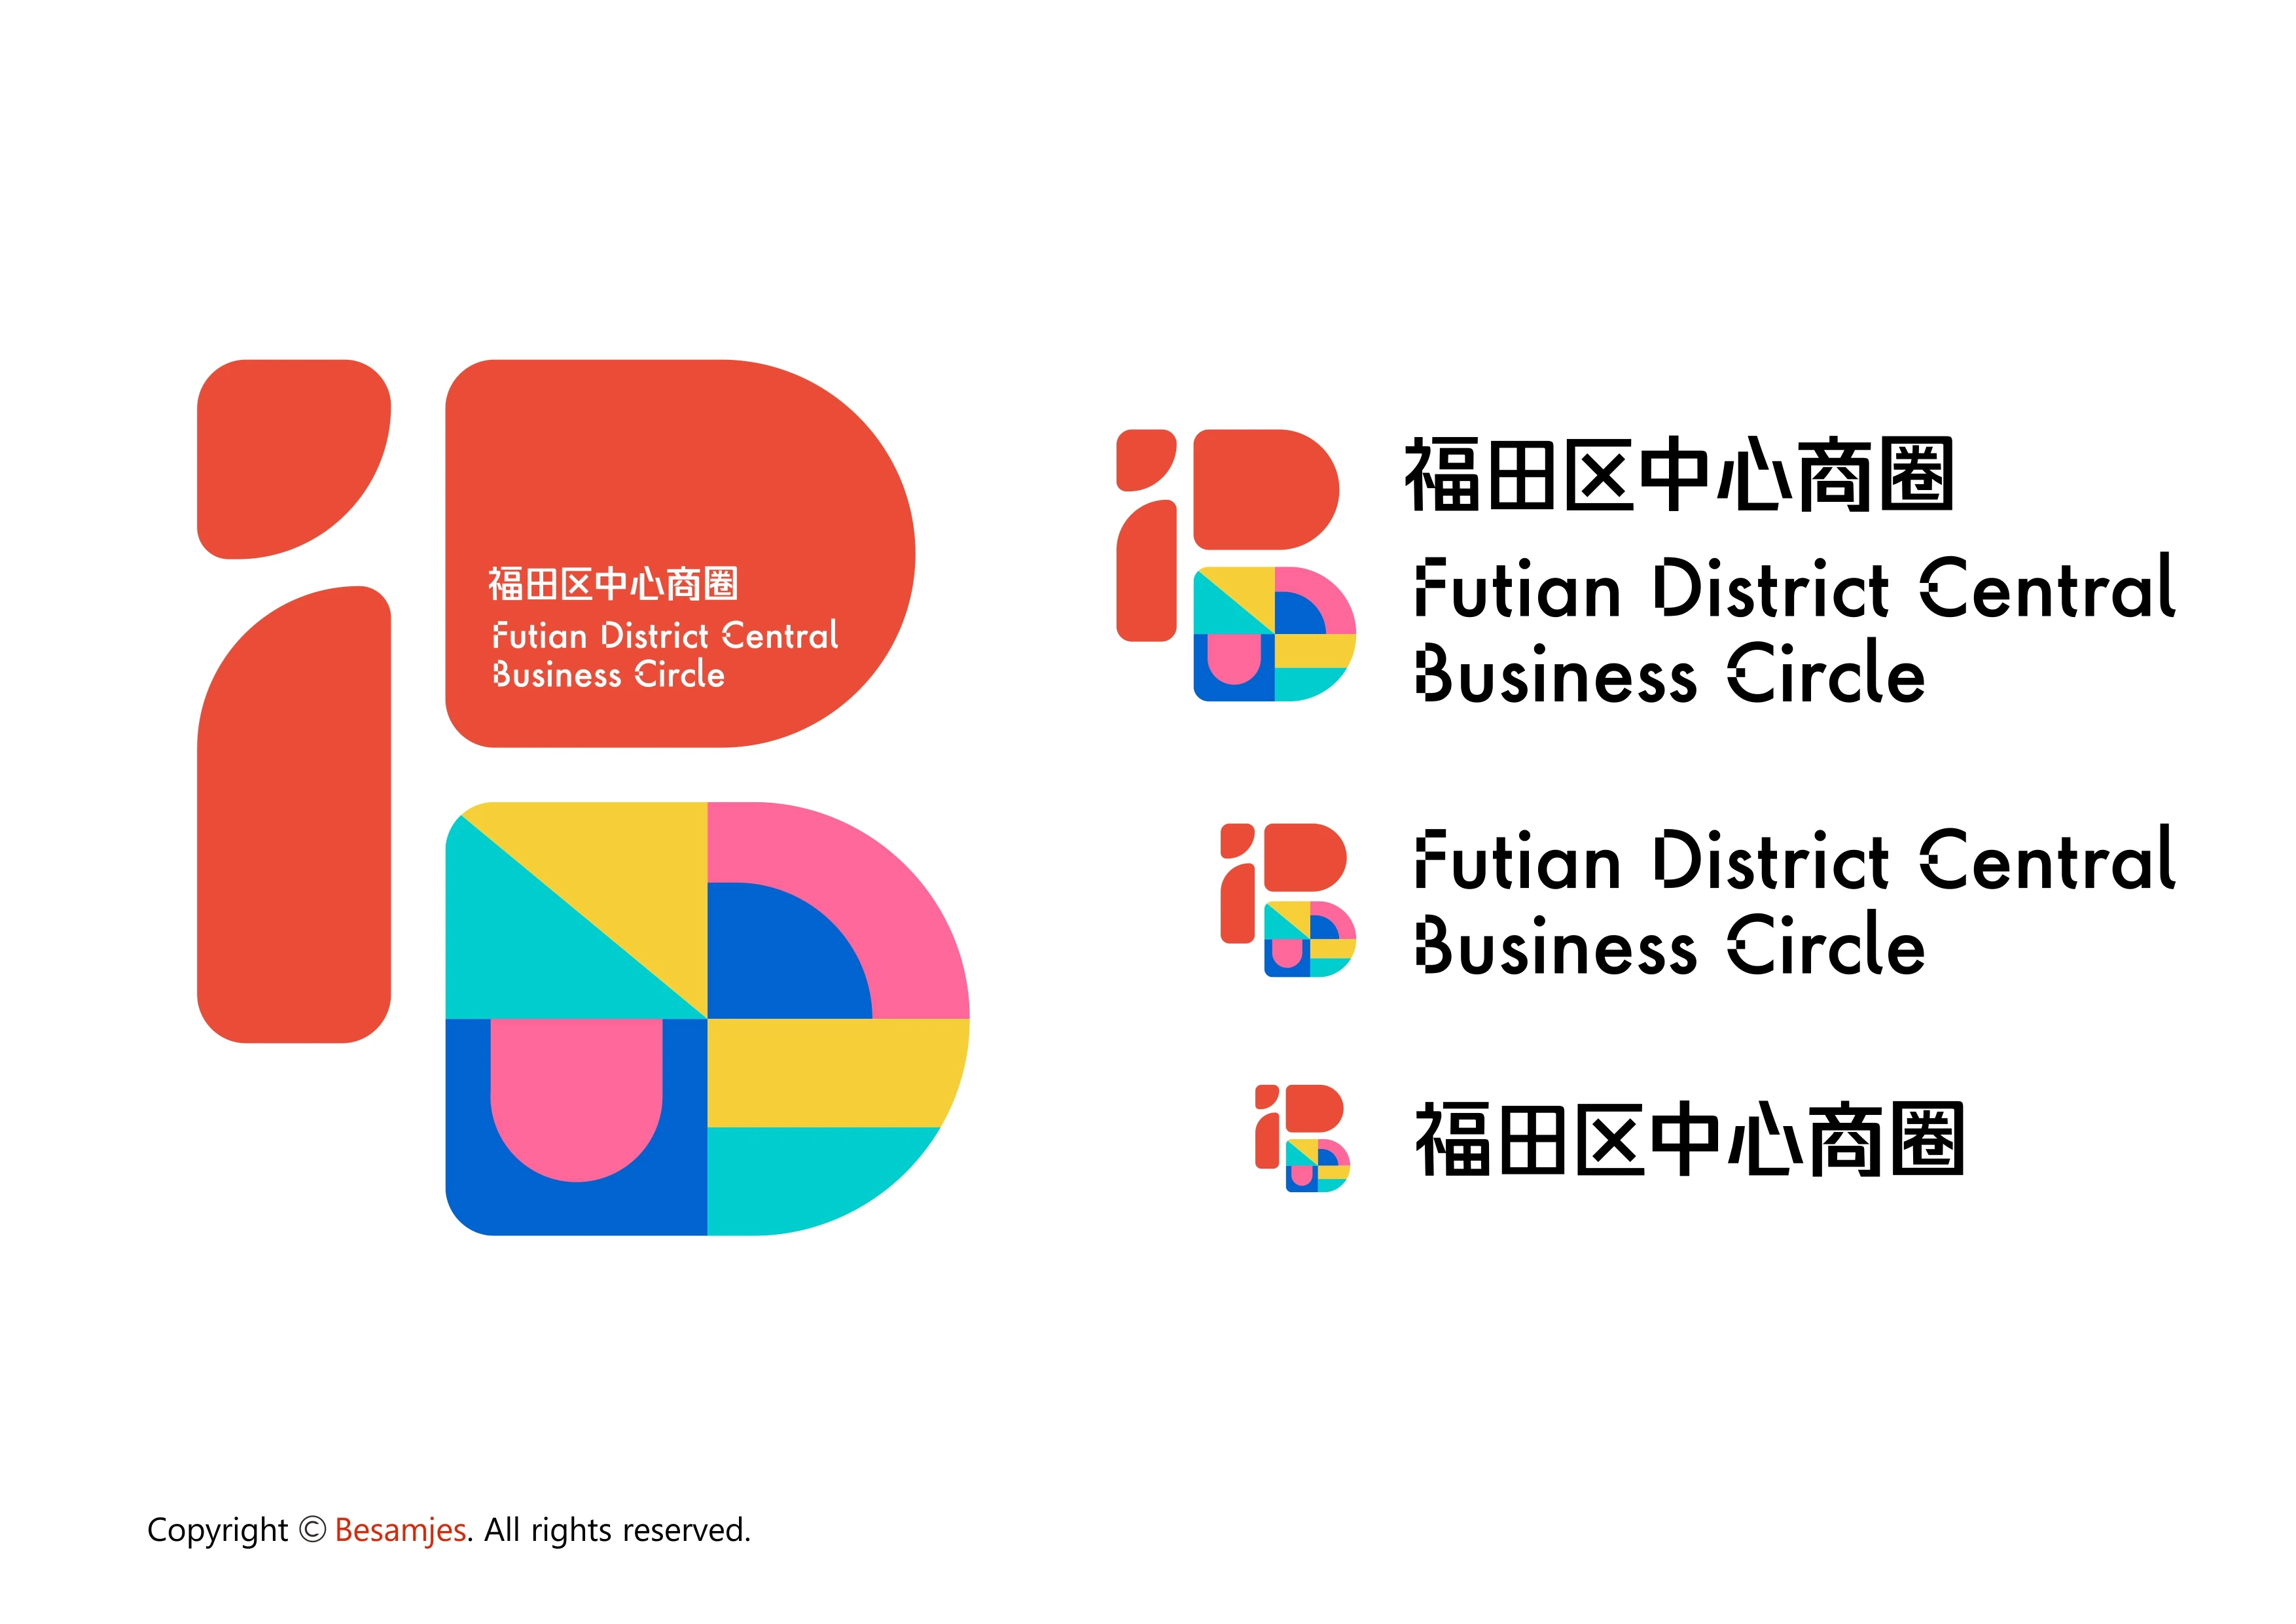 福田区中心商圈
Futian District Central
Business Circle
福田区中心商圈
Futian District Central
Business Circle
Futian District Central
Business Circle
福田区中心商圈
Copyright © Besamjes. All rights reserved.